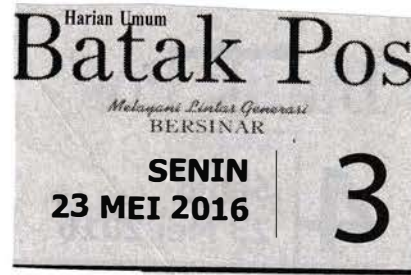 Harian Umum
Batak Pos
Melayani Lintas Generasi
BERSINAR
SENIN
23 MEI 2016
3